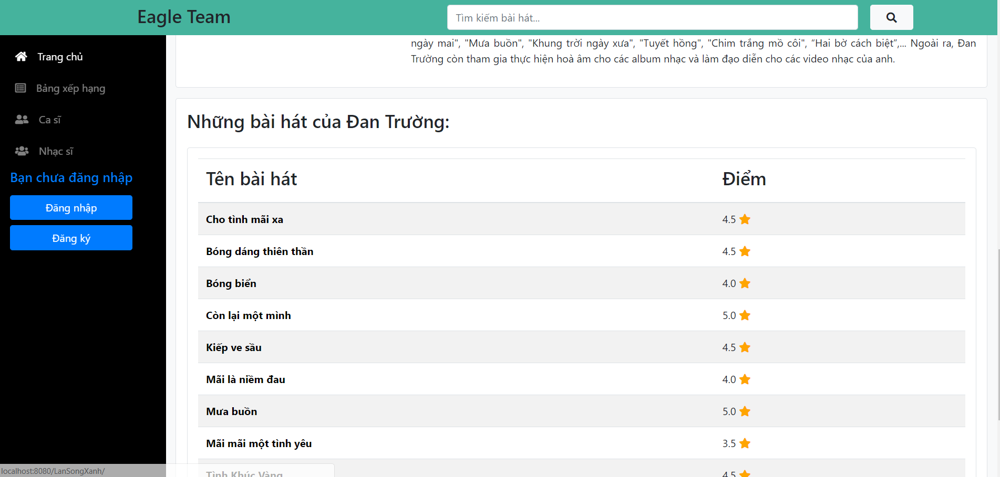 Eagle Team
Tìm kiếm bài hát...
Trang chủ
Bảng xếp hạng
Ca sĩ
Nhạc sĩ
Bạn chưa đăng nhập
Đăng nhập
Đăng ký
ngày mai", "Mưa buồn", "Khung trời ngày xưa", "Tuyết hồng", "Chim trắng mồ côi", “Hai bờ cách biệt”,... Ngoài ra, Đan
Trường còn tham gia thực hiện hoà âm cho các album nhạc và làm đạo diễn cho các video nhạc của anh.
Những bài hát của Đan Trường:
Tên bài hát Điểm
Cho tình mãi xa 4.5
Bóng dáng thiên thần 4.5
Bóng biển 4.0
Còn lại một mình 5.0
Kiếp ve sầu 4.5
Mãi là niềm đau 4.0
Mưa buồn 5.0
Mãi mãi một tình yêu 3.5
Tình Khúc Vàng 4.5
localhost:8080/LanSongXanh/